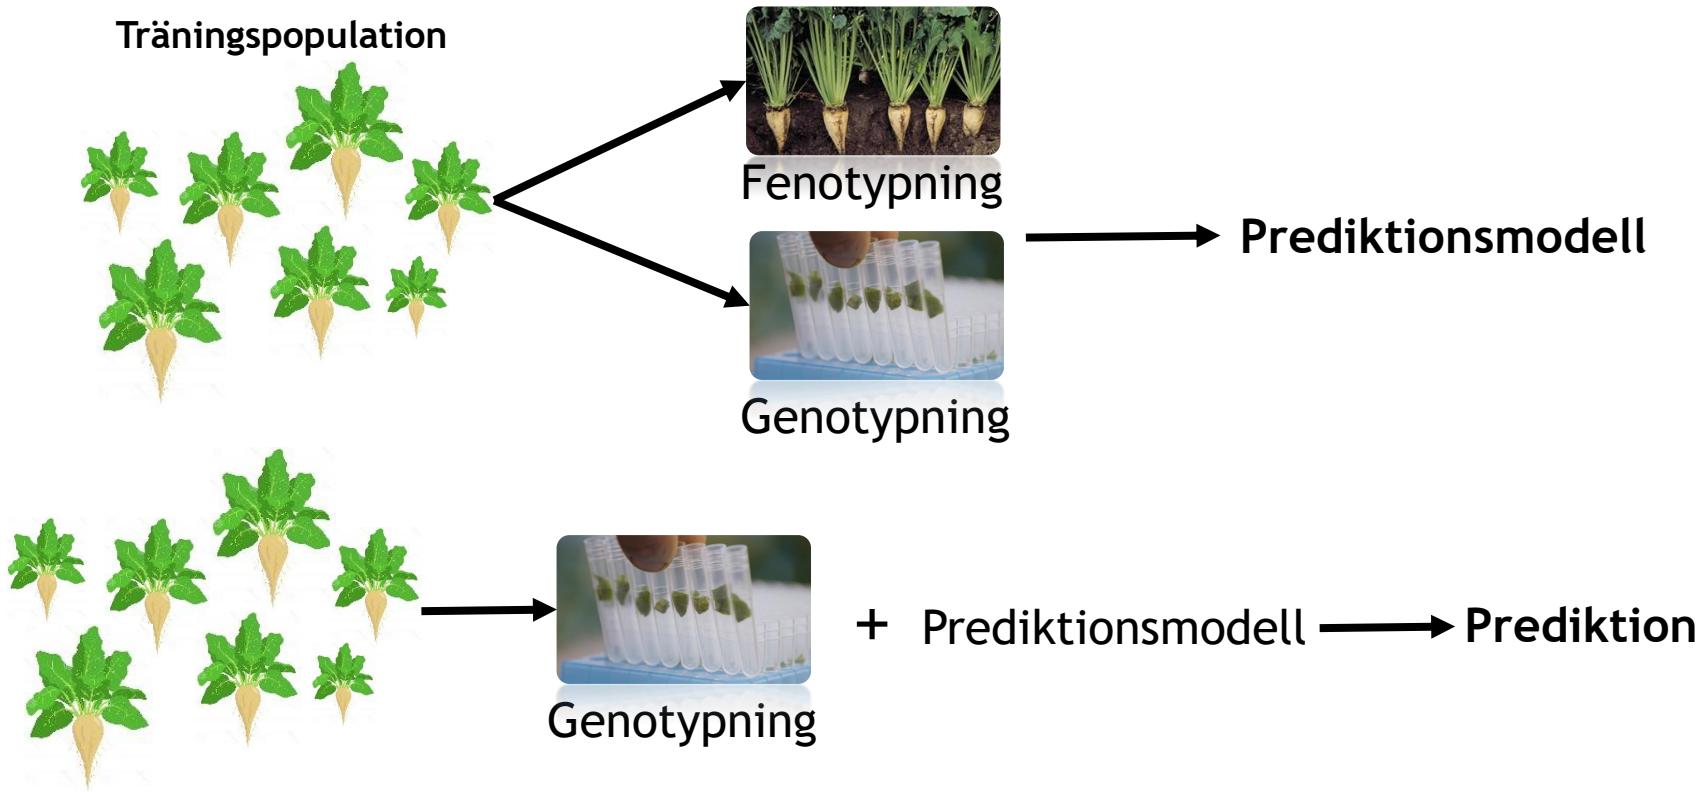 Träningspopulation
Fenotypning
Prediktionsmodell
Genotypning
+ Prediktionsmodell
Prediktion
Genotypning